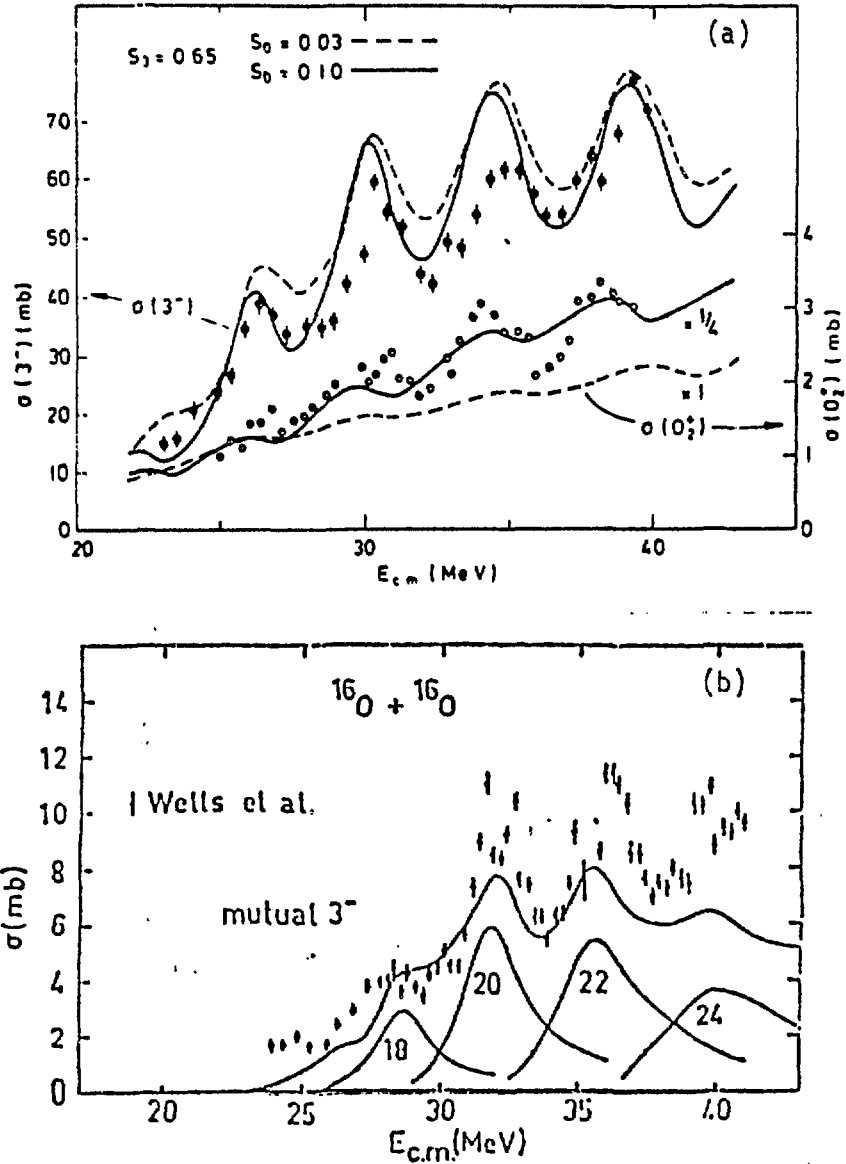 (a)
S₃ = 0.65
S₀ = 0.03
S₀ = 0.10
70
60
50
40
30
20
10
0
σ(3⁻) (mb)
σ(3⁻)
4
3
2
1
0
σ(0₂⁺) (mb)
× 1/4
× 1
σ(0₂⁺)
20
30
40
E c.m (MeV)
(b)
¹⁶O + ¹⁶O
Wells et al.
mutual 3⁻
14
12
10
8
6
4
2
0
σ(mb)
18
20
22
24
20
25
30
35
40
E c.m. (MeV)